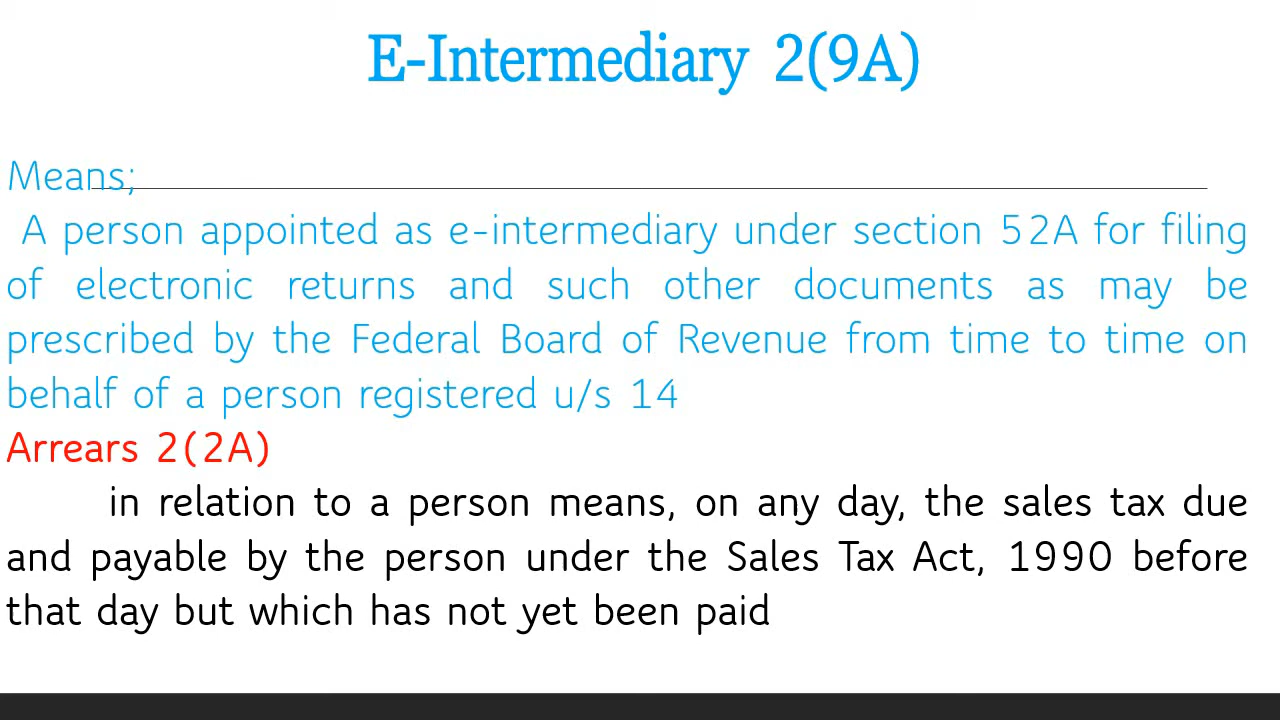 E-Intermediary 2(9A)
Means;
A person appointed as e-intermediary under section 52A for filing
of electronic returns and such other documents as may be
prescribed by the Federal Board of Revenue from time to time on
behalf of a person registered u/s 14
Arrears 2(2A)
in relation to a person means, on any day, the sales tax due
and payable by the person under the Sales Tax Act, 1990 before
that day but which has not yet been paid